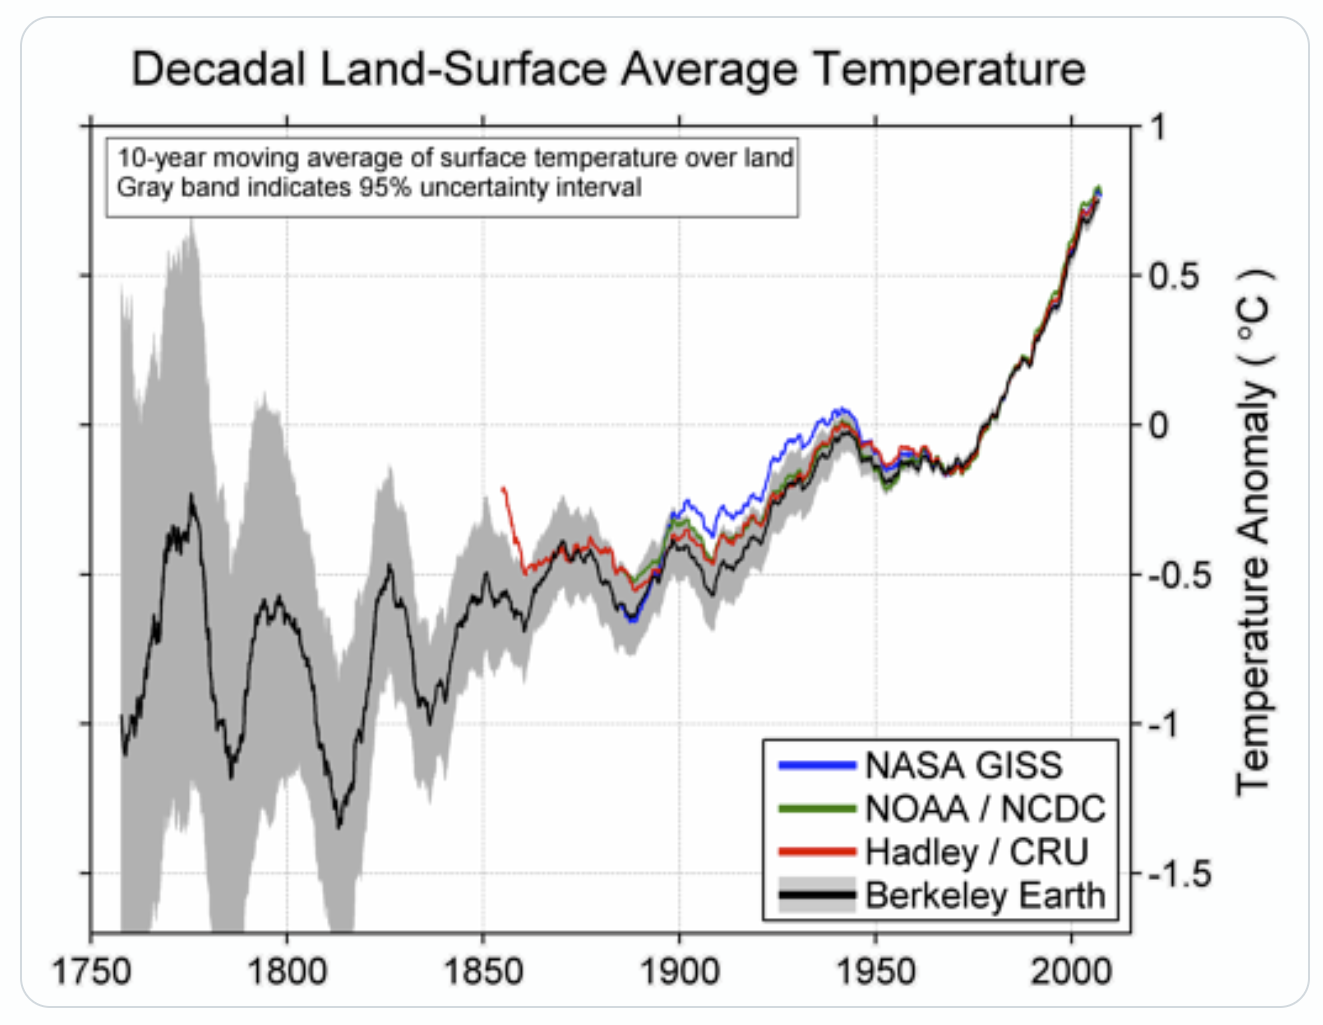 Decadal Land-Surface Average Temperature
10-year moving average of surface temperature over land
Gray band indicates 95% uncertainty interval
1
0.5
0
-0.5
-1
-1.5
Temperature Anomaly ( °C )
NASA GISS
NOAA / NCDC
Hadley / CRU
Berkeley Earth
1750 1800 1850 1900 1950 2000